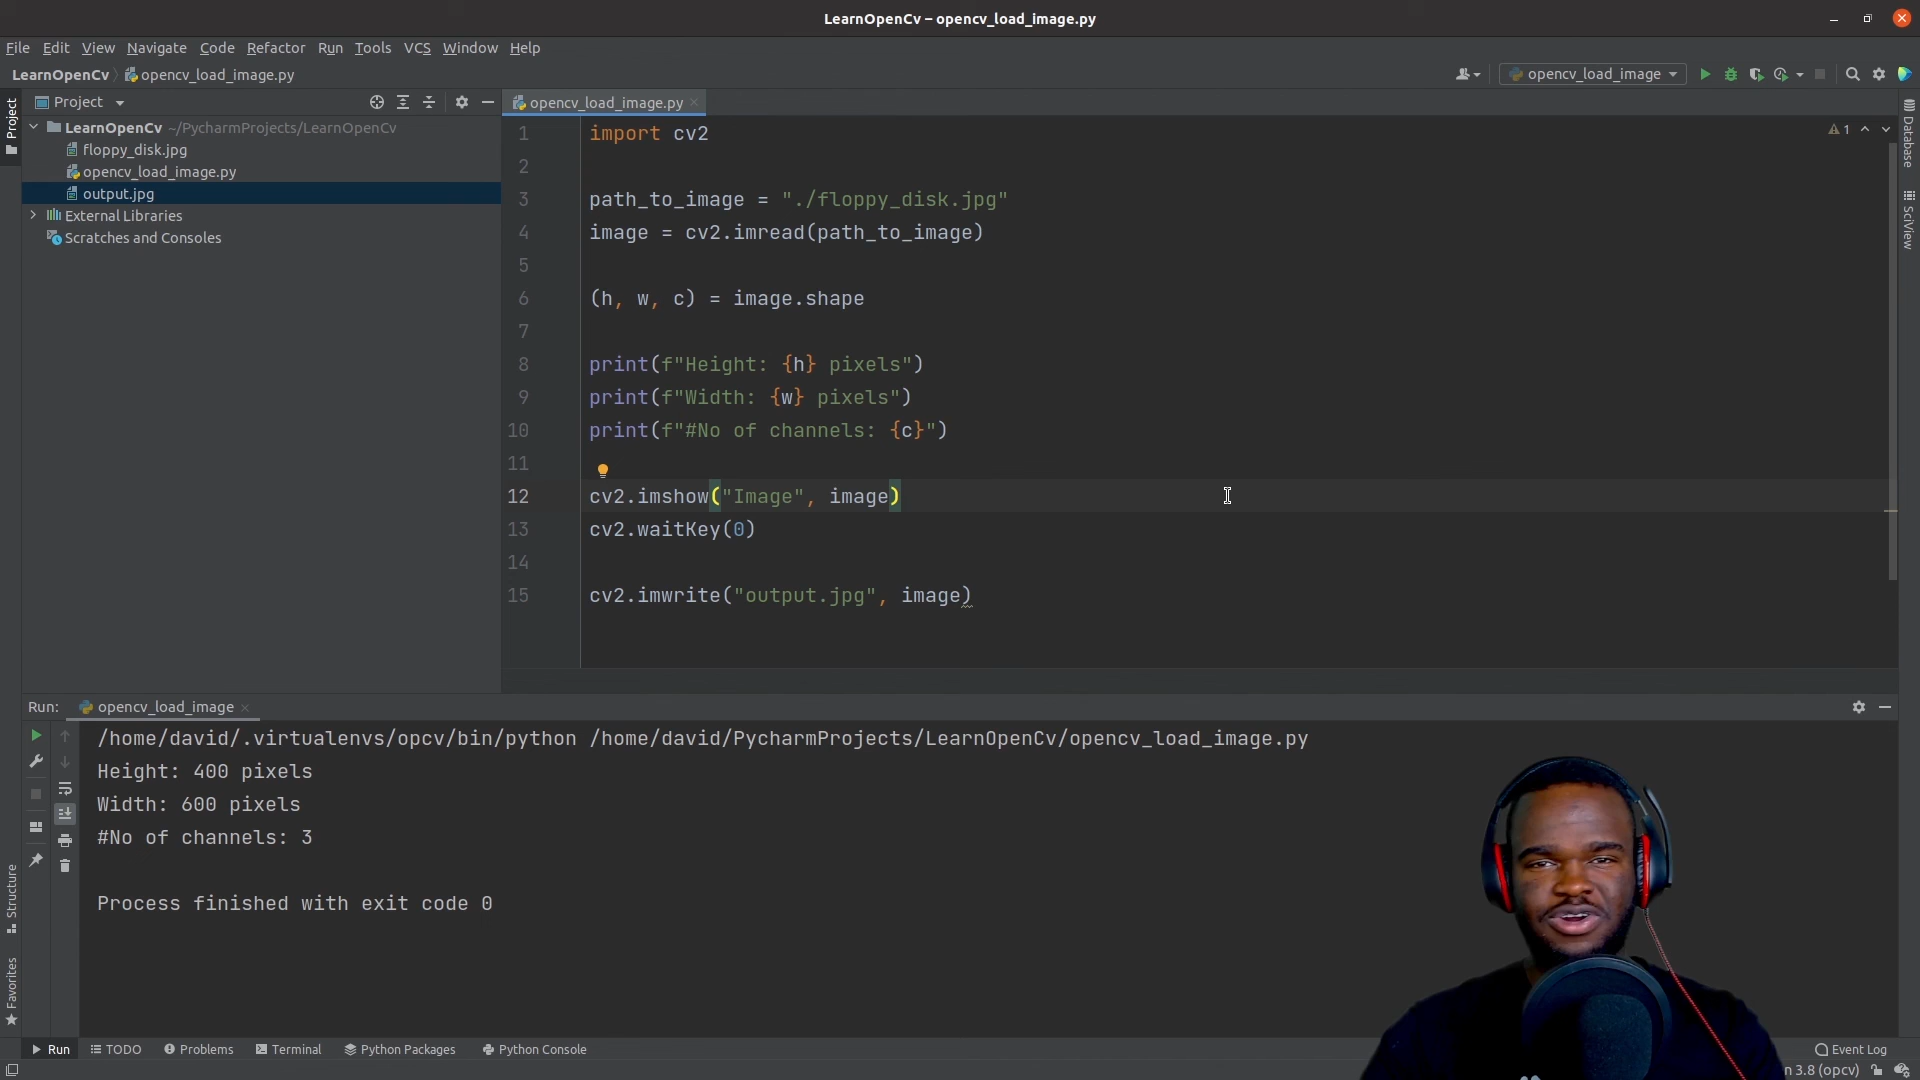 LearnOpenCv – opencv_load_image.py
File Edit View Navigate Code Refactor Run Tools VCS Window Help
LearnOpenCv opencv_load_image.py
opencv_load_image
Project
Project
LearnOpenCv ~/PycharmProjects/LearnOpenCv
floppy_disk.jpg
opencv_load_image.py
output.jpg
External Libraries
Scratches and Consoles
opencv_load_image.py
1 import cv2
2
3 path_to_image = "./floppy_disk.jpg"
4 image = cv2.imread(path_to_image)
5
6 (h, w, c) = image.shape
7
8 print(f"Height: {h} pixels")
9 print(f"Width: {w} pixels")
10 print(f"#No of channels: {c}")
11
12 cv2.imshow("Image", image)
13 cv2.waitKey(0)
14
15 cv2.imwrite("output.jpg", image)
1
Database
SciView
Run: opencv_load_image
/home/david/.virtualenvs/opcv/bin/python /home/david/PycharmProjects/LearnOpenCv/opencv_load_image.py
Height: 400 pixels
Width: 600 pixels
#No of channels: 3
Process finished with exit code 0
Structure
Favorites
Run TODO Problems Terminal Python Packages Python Console
Event Log
n 3.8 (opcv)